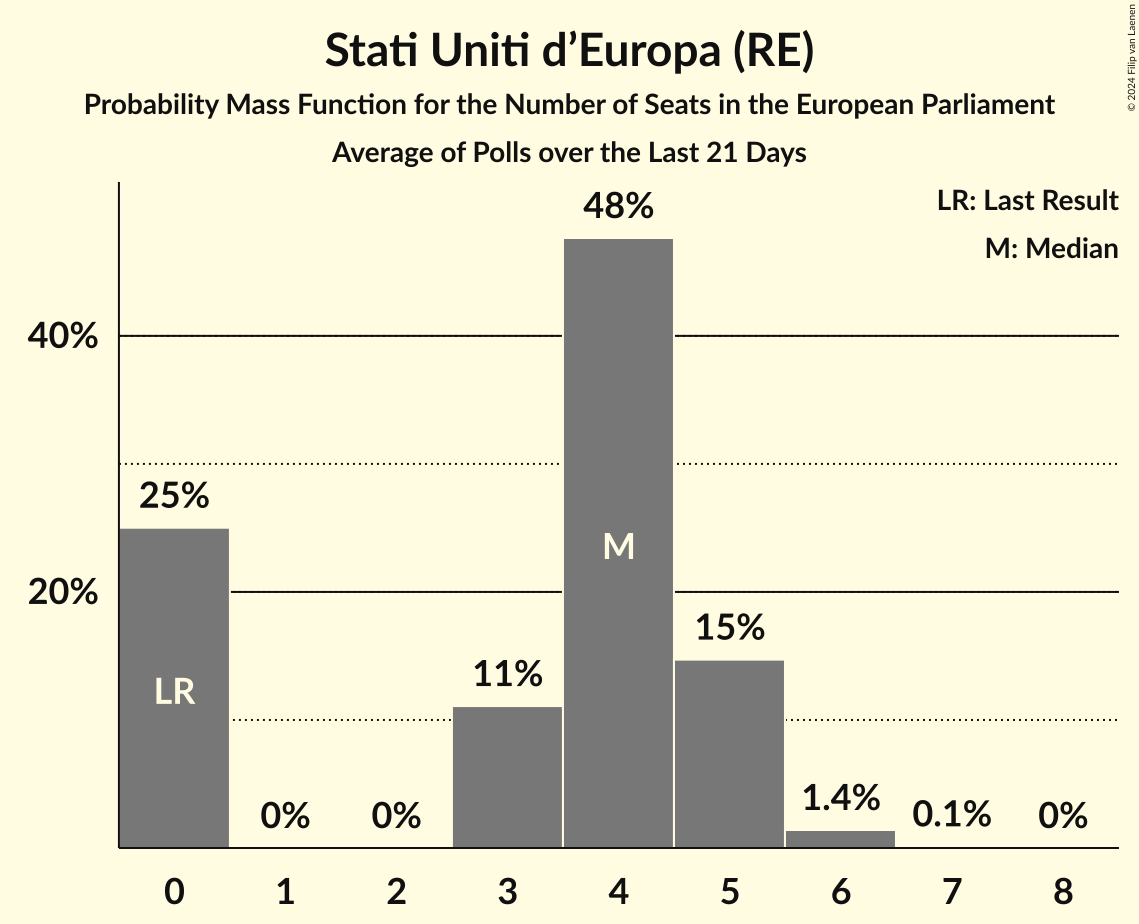 © 2024 Filip van Laenen
Stati Uniti d’Europa (RE)
Probability Mass Function for the Number of Seats in the European Parliament
Average of Polls over the Last 21 Days
LR: Last Result
M: Median
48%
40%
25%
M
20%
15%
11%
LR
1.4%
0% 0% 0.1% 0%
0 1 2 3 4 5 6 7 8